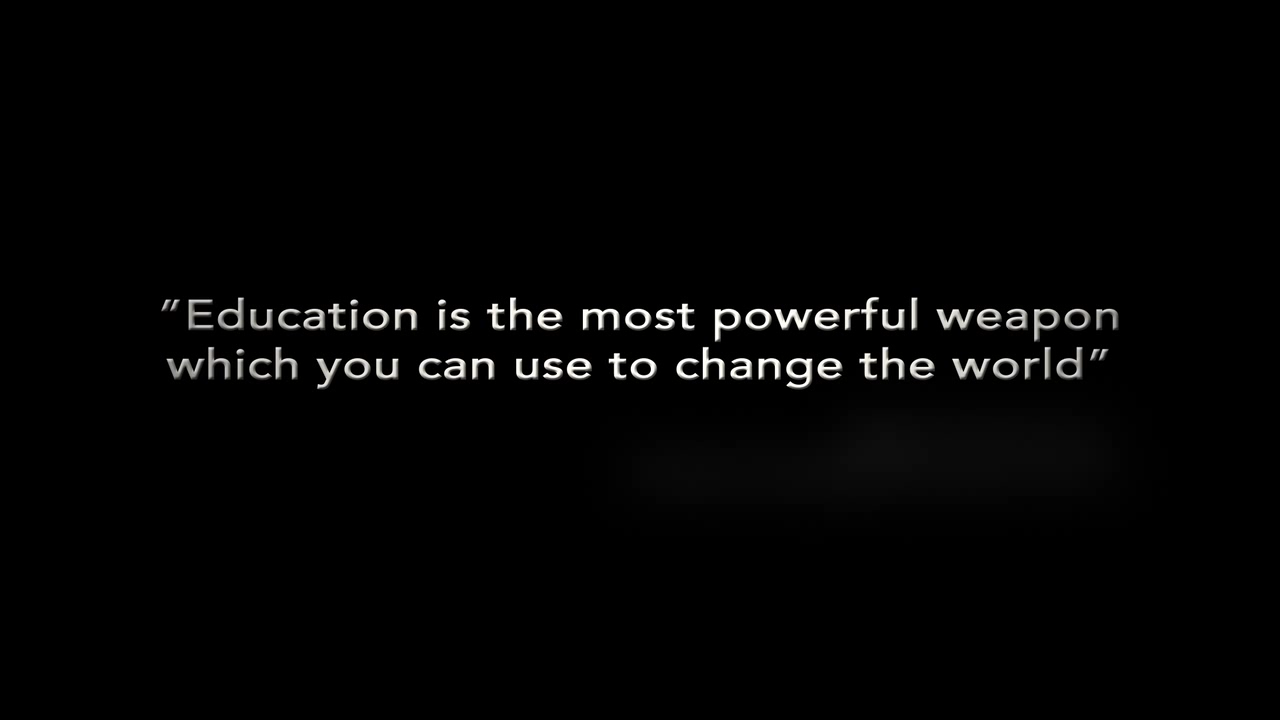 "Education is the most powerful weapon
which you can use to change the world"